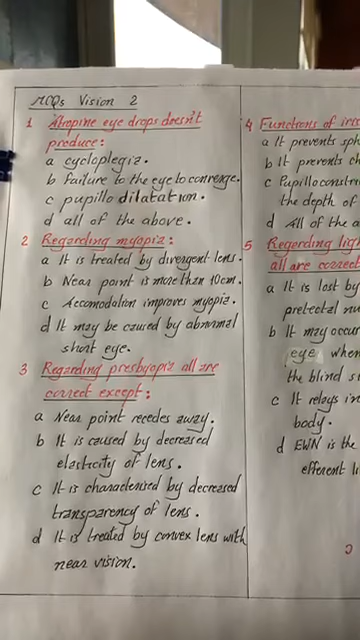 MCQs Vision 2
1 Atropine eye drops doesn't
produce:
a cycloplegia.
b failure to the eye to converge.
c pupillo dilatation.
d all of the above.
2 Regarding myopia:
a It is treated by divergent lens.
b Near point is more than 10cm.
c Accomodation improves myopia.
d It may be caused by abnormal
short eye.
3 Regarding presbyopia all are
correct except:
a Near point recedes away.
b It is caused by decreased
elasticity of lens.
c It is characterised by decreased
transparency of lens.
d It is treated by convex lens with
near vision.
4 Functions of
a It prevents
b It prevents
c Pupilloconstri
the depth of
d All of the a
5 Regarding lig
all are correct
a It is lost by
pretectal nu
b It may occur
eye when
the blind
c It relays in
body.
d EWN is the
efferent